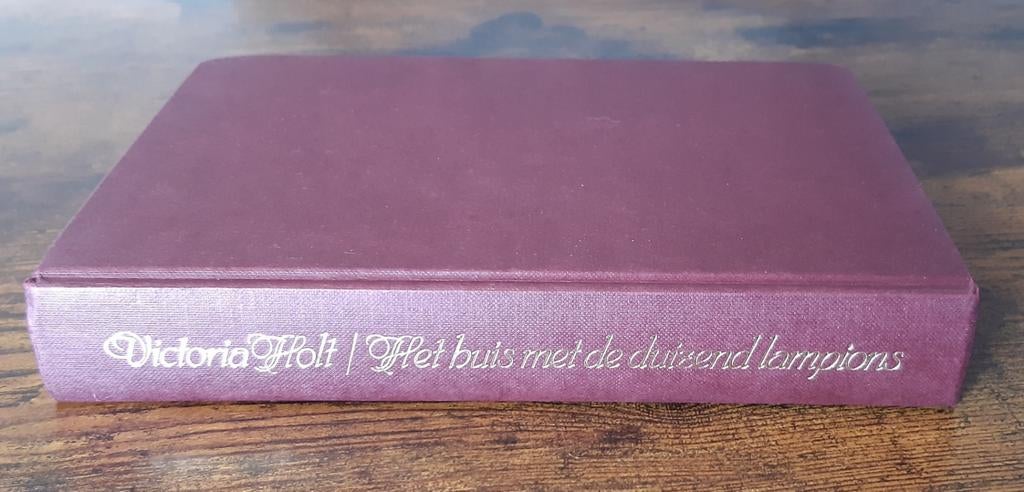 Victoria Holt / Het huis met de duizend lampions